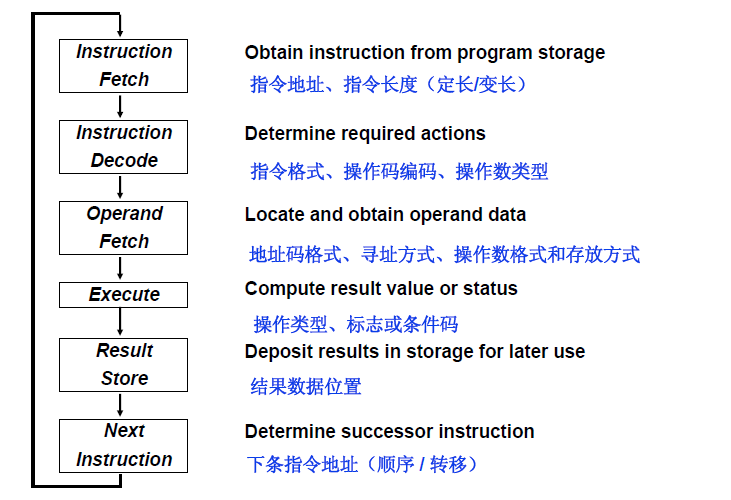 Instruction
Fetch
Obtain instruction from program storage
指令地址、指令长度（定长/变长）
Instruction
Decode
Determine required actions
指令格式、操作码编码、操作数类型
Operand
Fetch
Locate and obtain operand data
地址码格式、寻址方式、操作数格式和存放方式
Execute
Compute result value or status
操作类型、标志或条件码
Result
Store
Deposit results in storage for later use
结果数据位置
Next
Instruction
Determine successor instruction
下条指令地址（顺序 / 转移）